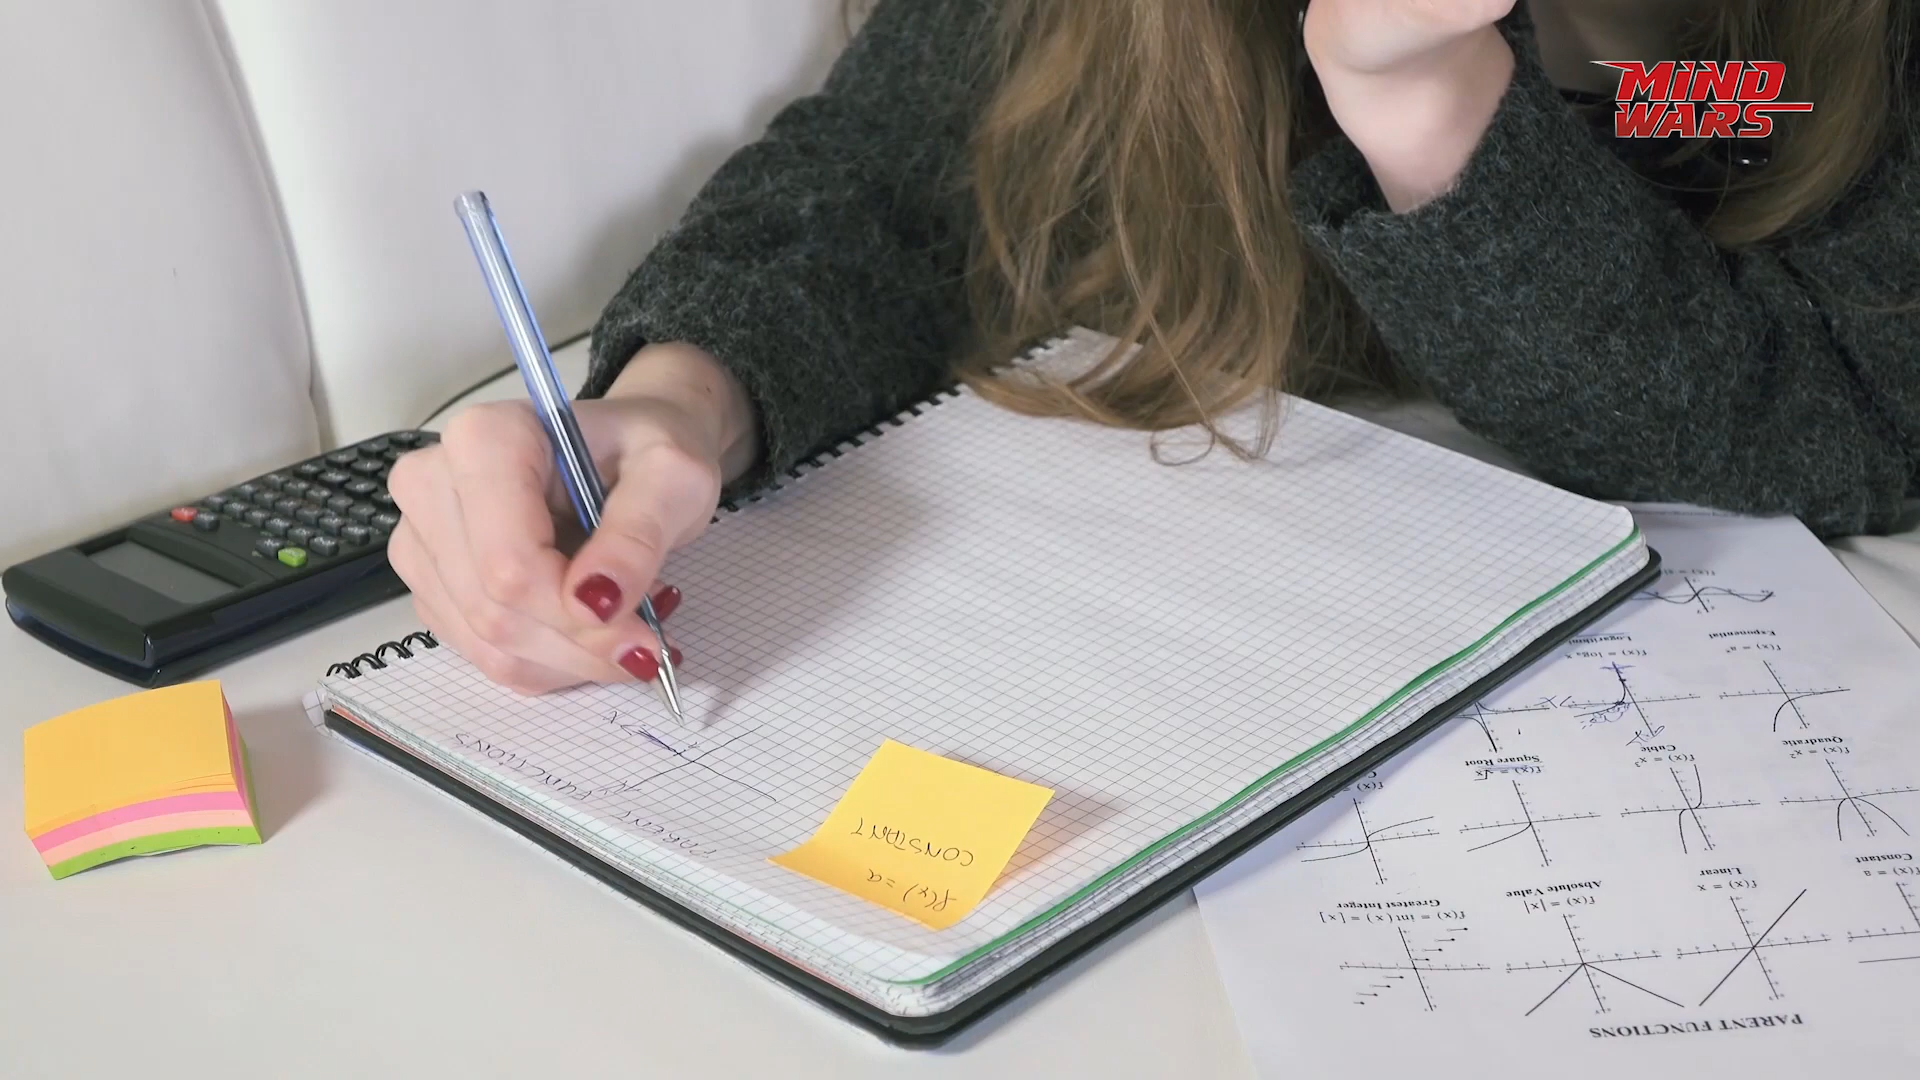 MIND
WARS
PARENT FUNCTIONS
CONSTANT
f(x) = a
PARENT FUNCTIONS
Constant
f(x) = a
Linear
f(x) = x
Absolute Value
f(x) = |x|
Greatest Integer
f(x) = int(x) = [x]
Quadratic
f(x) = x²
Cubic
f(x) = x³
Square Root
f(x) = √x
Exponential
f(x) = aˣ
Logarithmic
f(x) = logₐ x